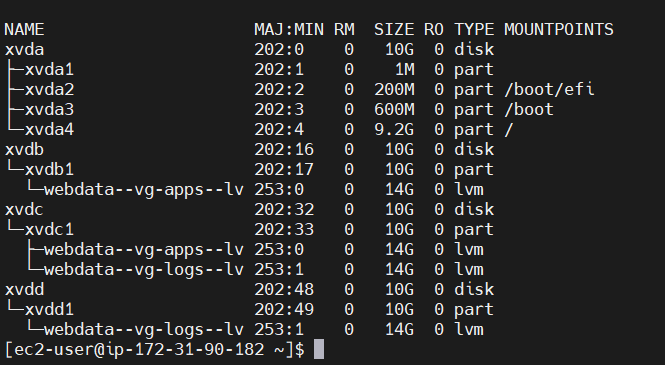 NAME                      MAJ:MIN RM  SIZE RO TYPE MOUNTPOINTS
xvda                      202:0    0   10G  0 disk
├─xvda1                   202:1    0    1M  0 part
├─xvda2                   202:2    0  200M  0 part /boot/efi
├─xvda3                   202:3    0  600M  0 part /boot
└─xvda4                   202:4    0  9.2G  0 part /
xvdb                      202:16   0   10G  0 disk
└─xvdb1                   202:17   0   10G  0 part
  └─webdata--vg-apps--lv  253:0    0   14G  0 lvm
xvdc                      202:32   0   10G  0 disk
└─xvdc1                   202:33   0   10G  0 part
  ├─webdata--vg-apps--lv  253:0    0   14G  0 lvm
  └─webdata--vg-logs--lv  253:1    0   14G  0 lvm
xvdd                      202:48   0   10G  0 disk
└─xvdd1                   202:49   0   10G  0 part
  └─webdata--vg-logs--lv  253:1    0   14G  0 lvm
[ec2-user@ip-172-31-90-182 ~]$